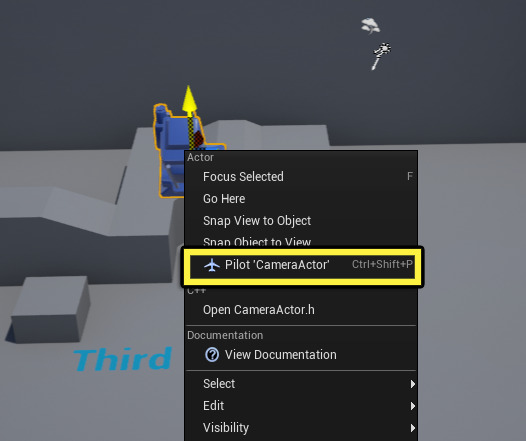 Actor
Focus Selected F
Go Here
Snap View to Object
Snap Object to View
Pilot 'CameraActor' Ctrl+Shift+P
C++
Open CameraActor.h
Documentation
View Documentation
Third
Select
Edit
Visibility